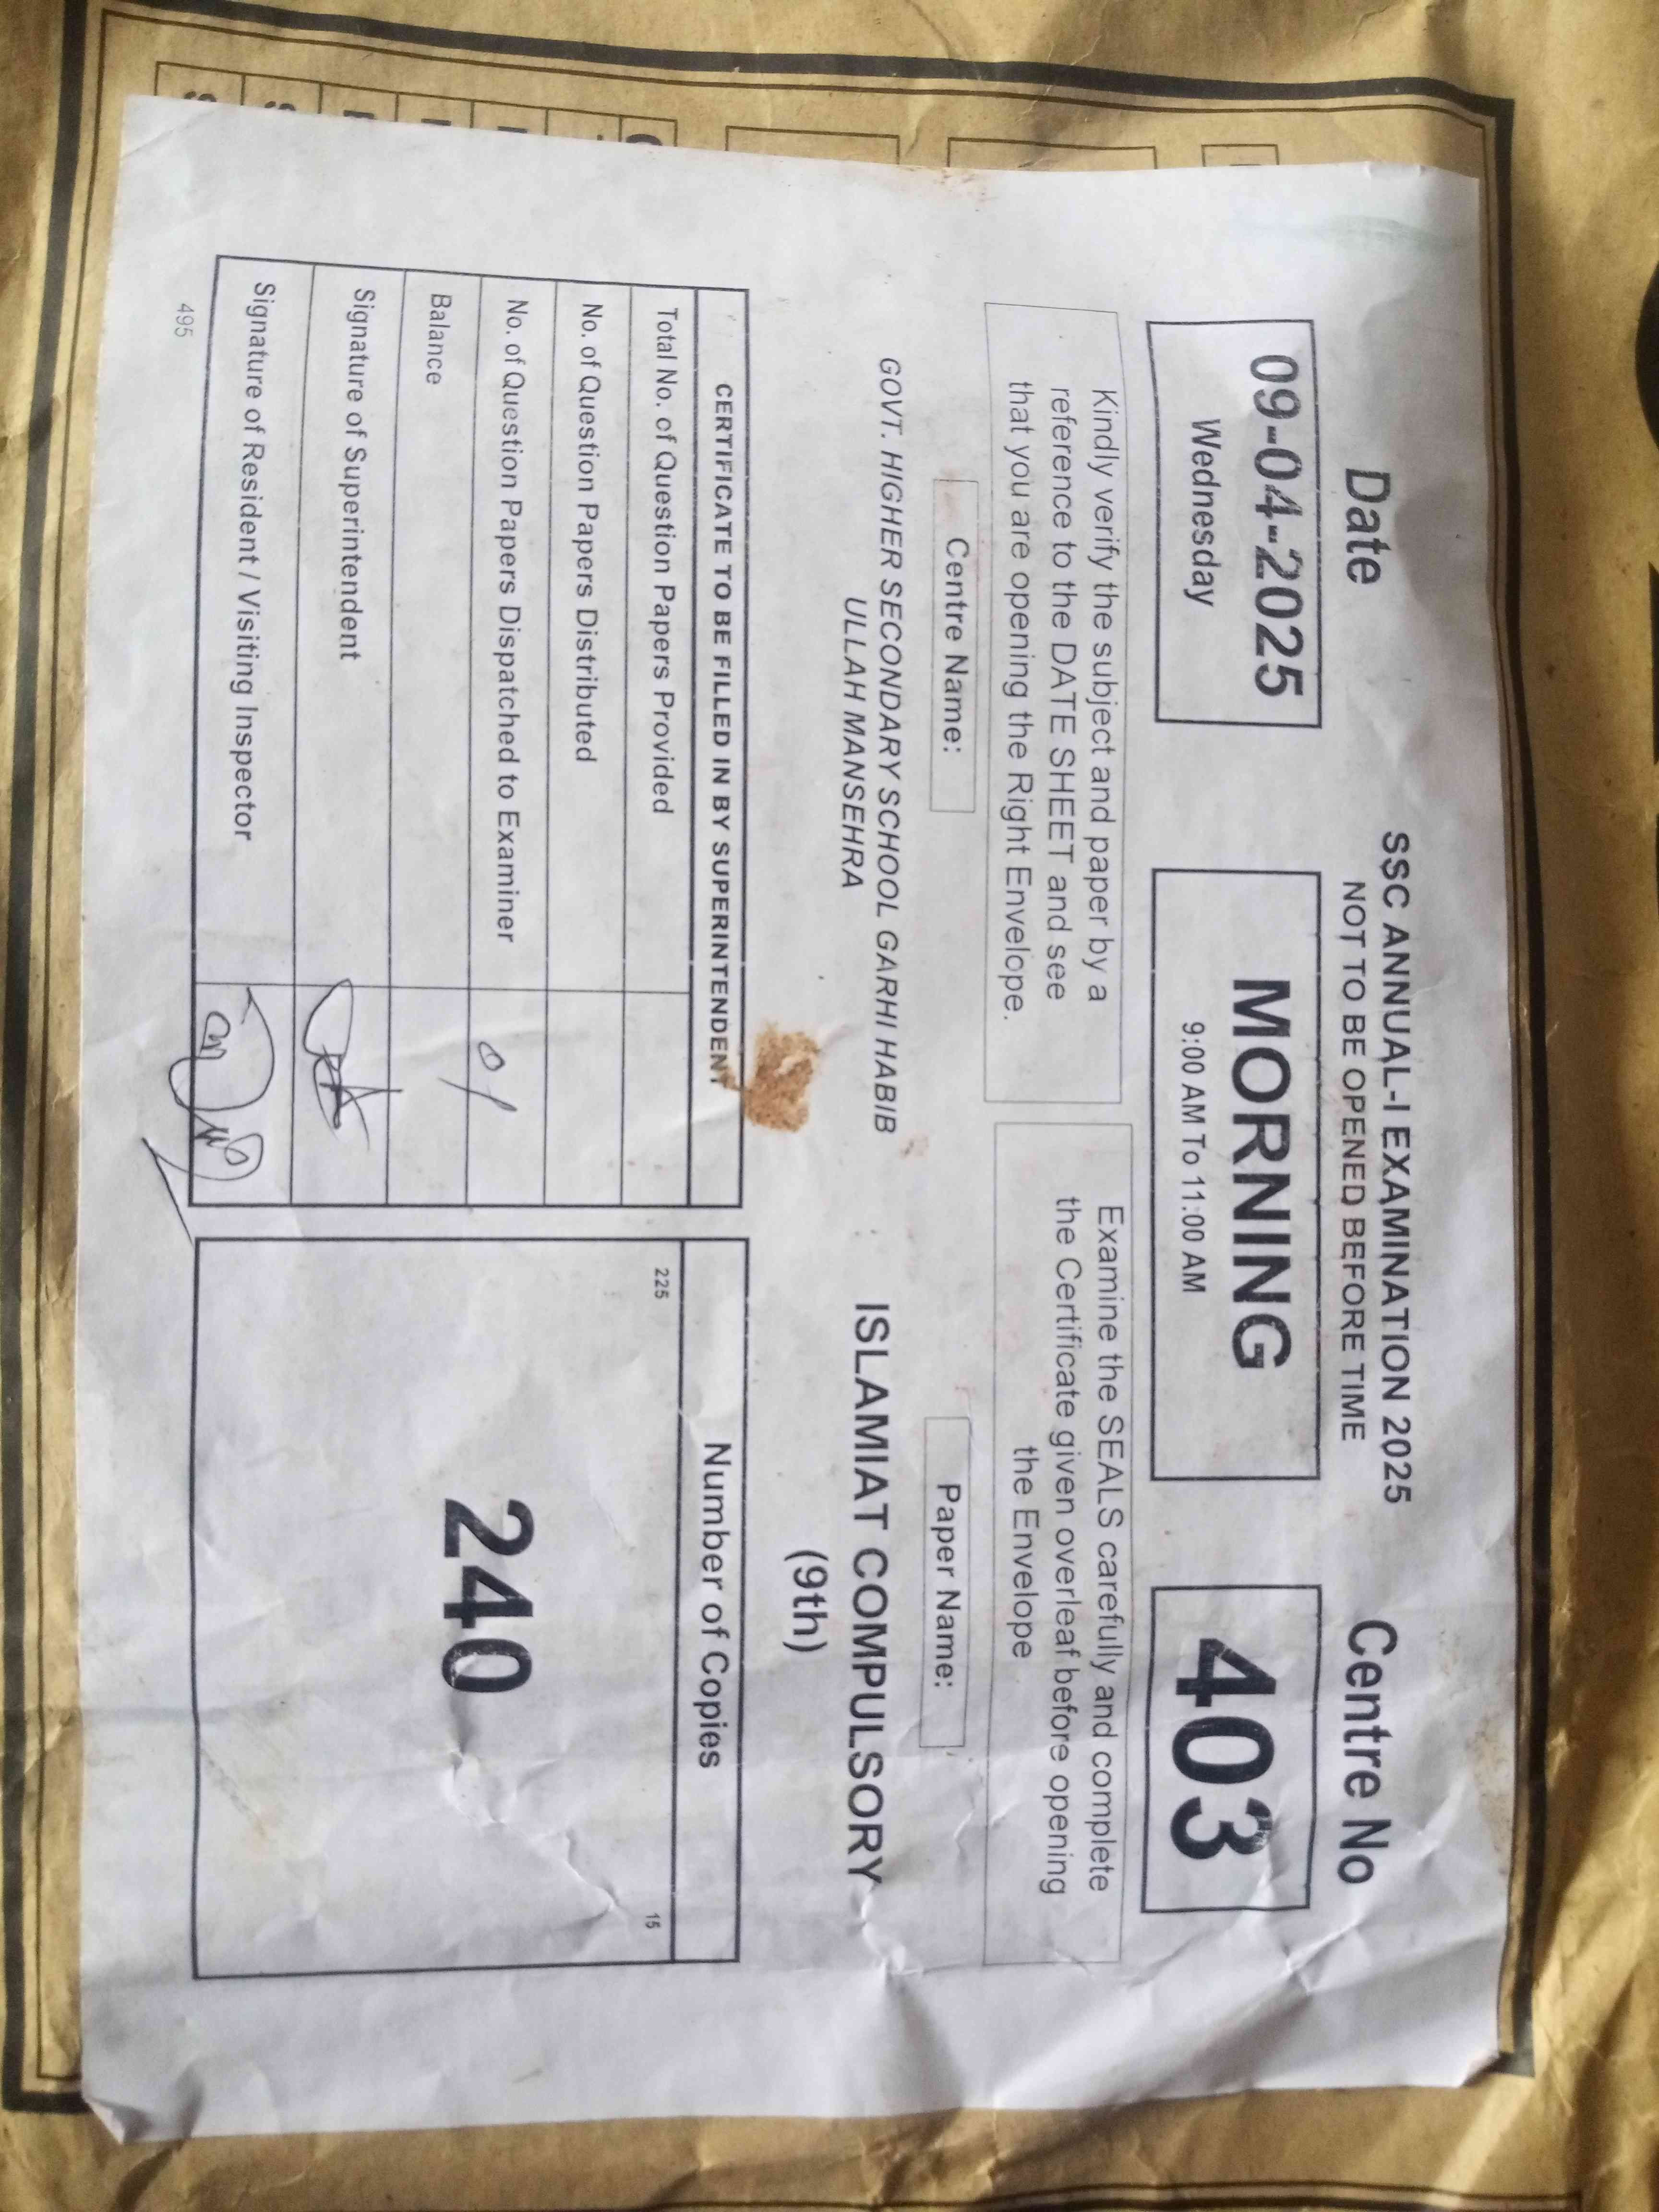 SSC ANNUAL-I EXAMINATION 2025
NOT TO BE OPENED BEFORE TIME
Date
Centre No
09-04-2025
Wednesday
MORNING
9:00 AM To 11:00 AM
403
Kindly verify the subject and paper by a
reference to the DATE SHEET and see
that you are opening the Right Envelope.
Examine the SEALS carefully and complete
the Certificate given overleaf before opening
the Envelope
Centre Name:
Paper Name:
GOVT. HIGHER SECONDARY SCHOOL GARHI HABIB
ULLAH MANSEHRA
ISLAMIAT COMPULSORY
(9th)
CERTIFICATE TO BE FILLED IN BY SUPERINTENDENT
Total No. of Question Papers Provided
No. of Question Papers Distributed
No. of Question Papers Dispatched to Examiner
Balance
Signature of Superintendent
Signature of Resident / Visiting Inspector
495
Number of Copies
225
15
240